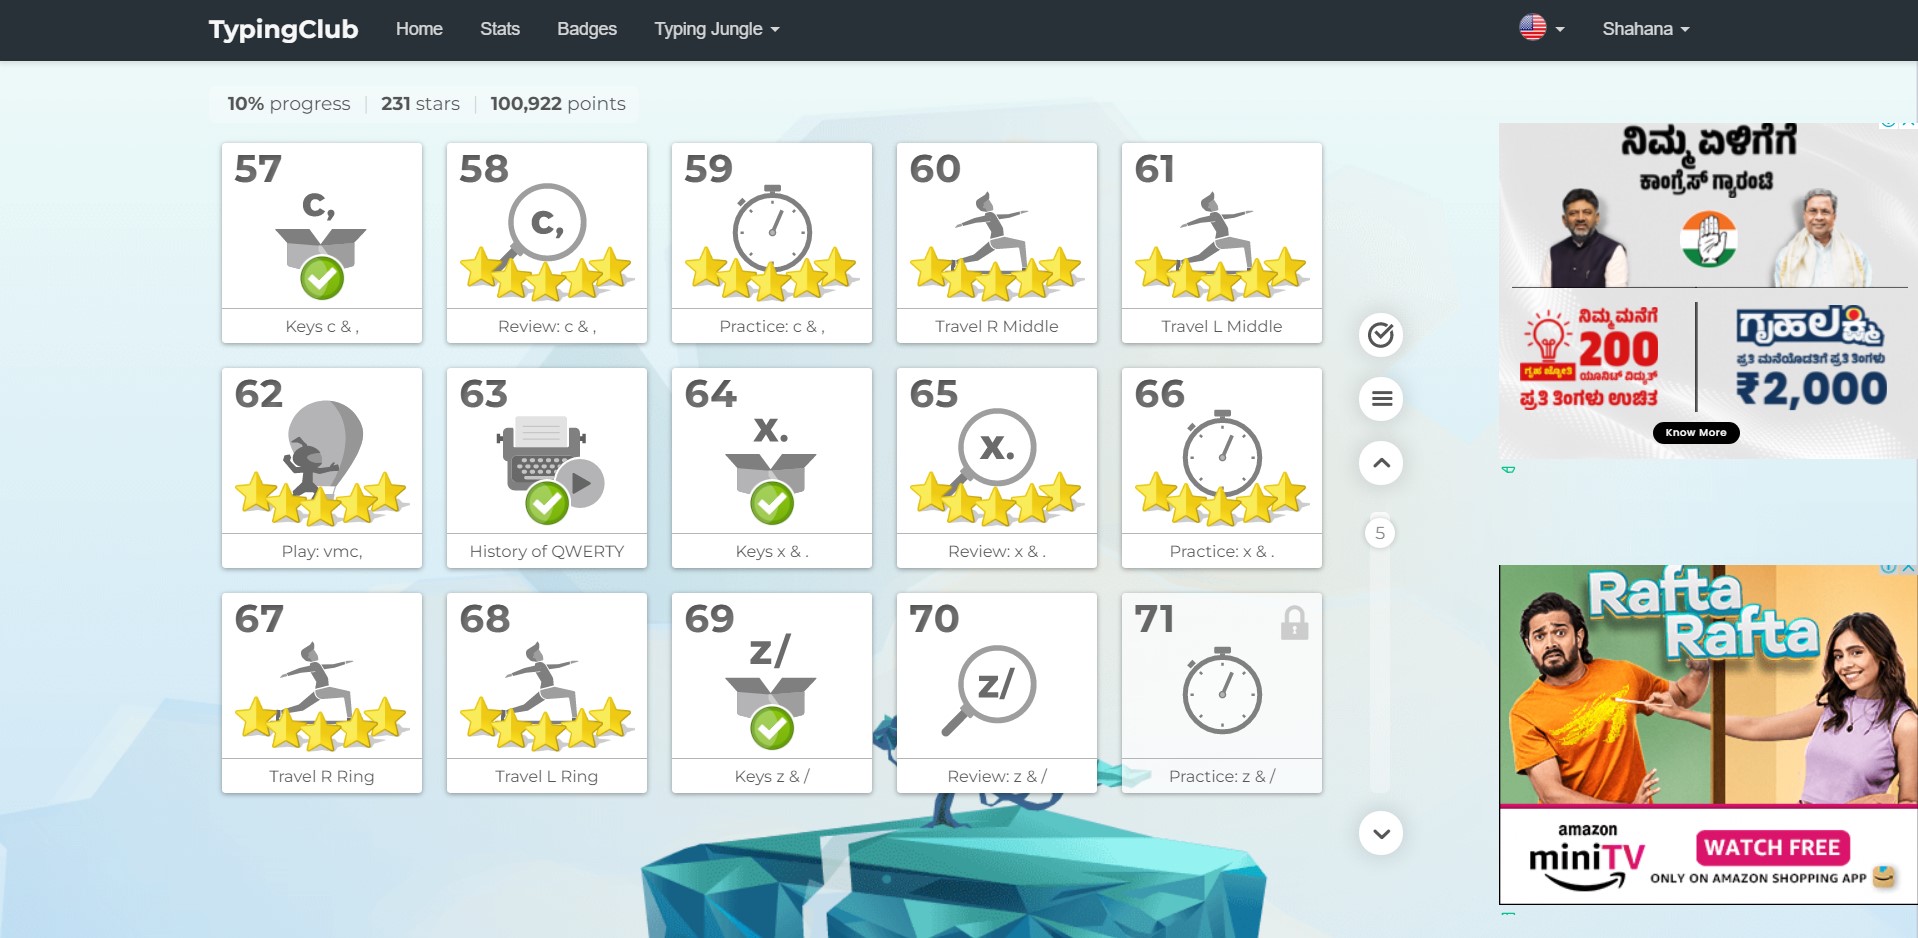 TypingClub Home Stats Badges Typing Jungle Shahana
10% progress 231 stars 100,922 points
57 58 59 60 61
c, c,
Keys c & , Review: c & , Practice: c & , Travel R Middle Travel L Middle
62 63 64 65 66
x. x.
Play: vmc, History of QWERTY Keys x & . Review: x & . Practice: x & .
67 68 69 70 71
z/ z/
Travel R Ring Travel L Ring Keys z & / Review: z & / Practice: z & /
5
ನಿಮ್ಮ ಏಳಿಗೆಗೆ
ಕಾಂಗ್ರೆಸ್ ಗ್ಯಾರಂಟಿ
ನಿಮ್ಮ ಮನೆಗೆ
200
ಗೃಹ ಜ್ಯೋತಿ ಯೂನಿಟ್ ವಿದ್ಯುತ್
ಪ್ರತಿ ತಿಂಗಳು ಉಚಿತ
ಗೃಹಲಕ್ಷ್ಮಿ
ಪ್ರತಿ ಮನೆಯೊಡತಿಗೆ ಪ್ರತಿ ತಿಂಗಳು
₹2,000
Know More
Rafta
Rafta
amazon
miniTV
WATCH FREE
ONLY ON AMAZON SHOPPING APP